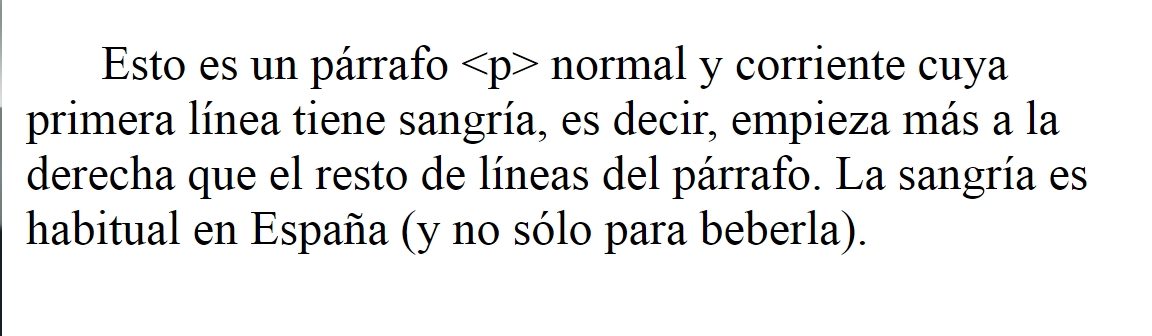 Esto es un párrafo <p> normal y corriente cuya
primera línea tiene sangría, es decir, empieza más a la
derecha que el resto de líneas del párrafo. La sangría es
habitual en España (y no sólo para beberla).